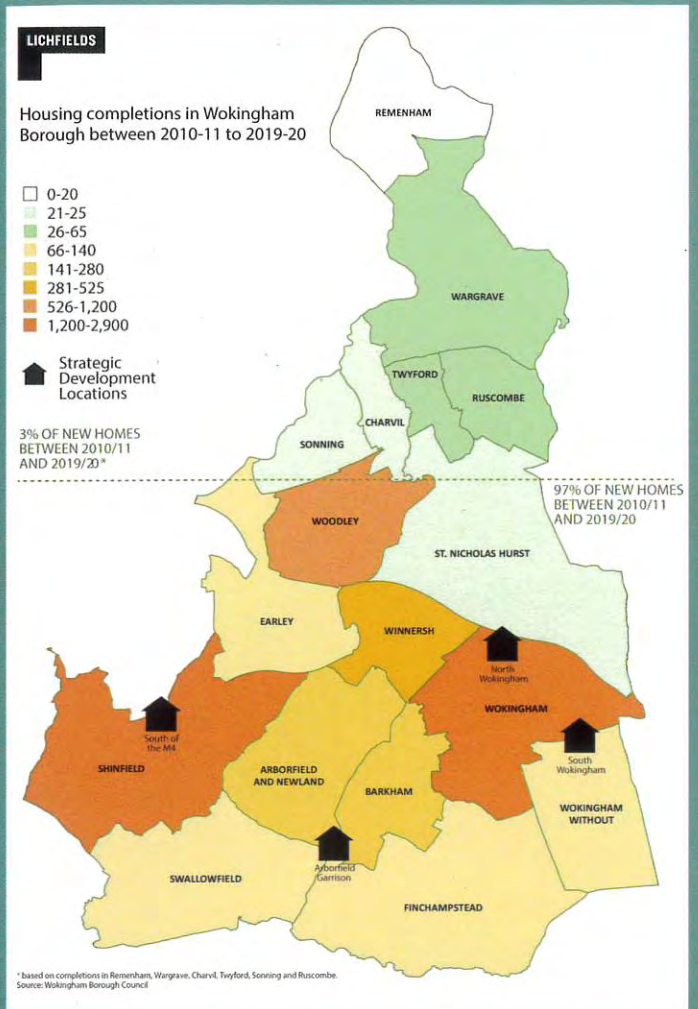 LICHFIELDS
Housing completions in Wokingham
Borough between 2010-11 to 2019-20
0-20
21-25
26-65
66-140
141-280
281-525
526-1,200
1,200-2,900
Strategic
Development
Locations
3% OF NEW HOMES
BETWEEN 2010/11
AND 2019/20*
97% OF NEW HOMES
BETWEEN 2010/11
AND 2019/20
REMENHAM
WARGRAVE
TWYFORD
RUSCOMBE
CHARVIL
SONNING
WOODLEY
ST. NICHOLAS HURST
EARLEY
WINNERSH
North
Wokingham
WOKINGHAM
South of
the M4
SHINFIELD
South
Wokingham
ARBORFIELD
AND NEWLAND
BARKHAM
WOKINGHAM
WITHOUT
Arborfield
Garrison
SWALLOWFIELD
FINCHAMPSTEAD
* based on completions in Remenham, Wargrave, Charvil, Twyford, Sonning and Ruscombe.
Source: Wokingham Borough Council